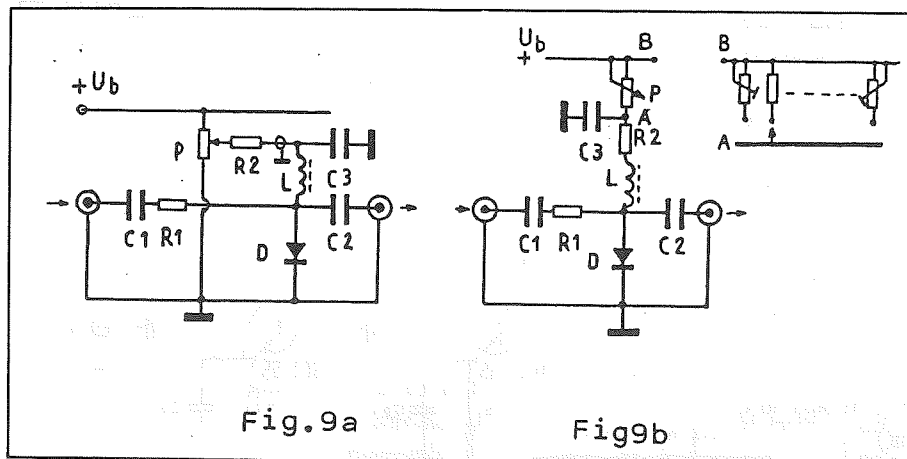 +Ub
P
R2
L
C3
C1
R1
C2
D
Fig.9a
Ub
+
B
P
A
C3
R2
L
C1
R1
C2
D
B
A
Fig9b